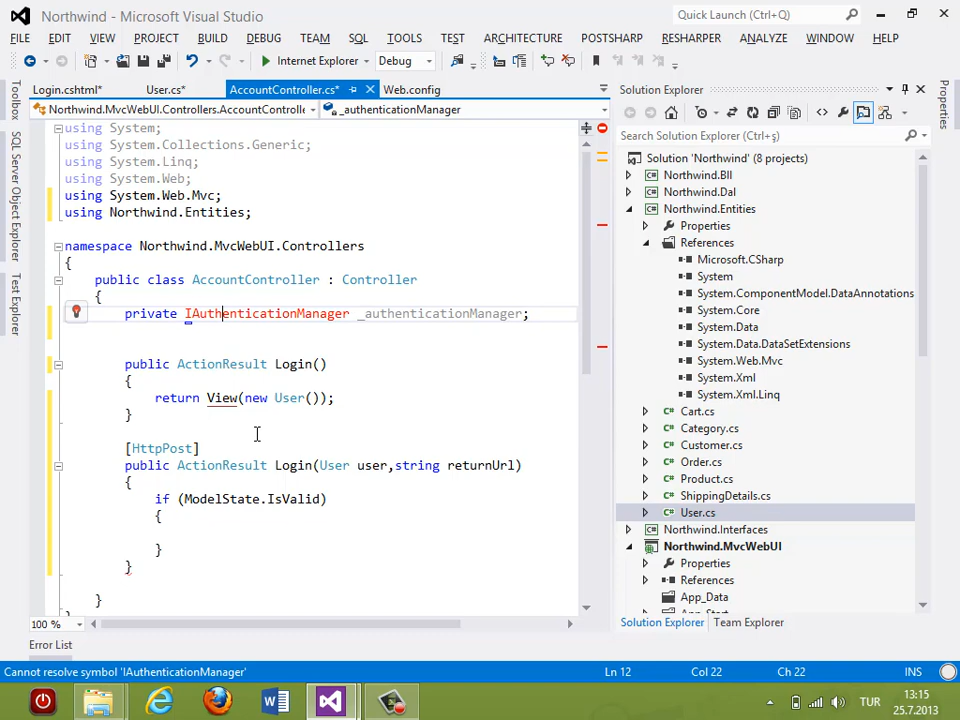 Northwind - Microsoft Visual Studio
Quick Launch (Ctrl+Q)
FILE EDIT VIEW PROJECT BUILD DEBUG TEAM SQL TOOLS TEST ARCHITECTURE POSTSHARP RESHARPER ANALYZE WINDOW HELP
Internet Explorer Debug
Login.cshtml* User.cs* AccountController.cs* Web.config
Northwind.MvcWebUI.Controllers.AccountControlle _authenticationManager
Toolbox
SQL Server Object Explorer
Test Explorer
using System;
using System.Collections.Generic;
using System.Linq;
using System.Web;
using System.Web.Mvc;
using Northwind.Entities;
namespace Northwind.MvcWebUI.Controllers
{
public class AccountController : Controller
{
private IAuthenticationManager _authenticationManager;
public ActionResult Login()
{
return View(new User());
}
[HttpPost]
public ActionResult Login(User user,string returnUrl)
{
if (ModelState.IsValid)
{
}
}
}
100 %
Solution Explorer
Search Solution Explorer (Ctrl+ş)
Solution 'Northwind' (8 projects)
Northwind.Bll
Northwind.Dal
Northwind.Entities
Properties
References
Microsoft.CSharp
System
System.ComponentModel.DataAnnotations
System.Core
System.Data
System.Data.DataSetExtensions
System.Web.Mvc
System.Xml
System.Xml.Linq
Cart.cs
Category.cs
Customer.cs
Order.cs
Product.cs
ShippingDetails.cs
User.cs
Northwind.Interfaces
Northwind.MvcWebUI
Properties
References
App_Data
App_Start
Solution Explorer Team Explorer
Properties
Error List
Cannot resolve symbol 'IAuthenticationManager' Ln 12 Col 22 Ch 22 INS
TUR
13:15
25.7.2013